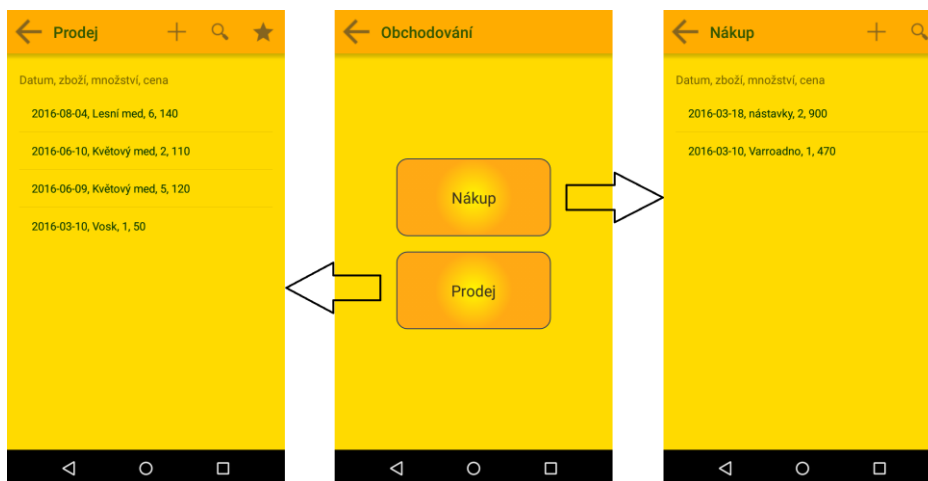 Prodej
Datum, zboží, množství, cena
2016-08-04, Lesní med, 6, 140
2016-06-10, Květový med, 2, 110
2016-06-09, Květový med, 5, 120
2016-03-10, Vosk, 1, 50
Obchodování
Nákup
Prodej
Nákup
Datum, zboží, množství, cena
2016-03-18, nástavky, 2, 900
2016-03-10, Varroadno, 1, 470